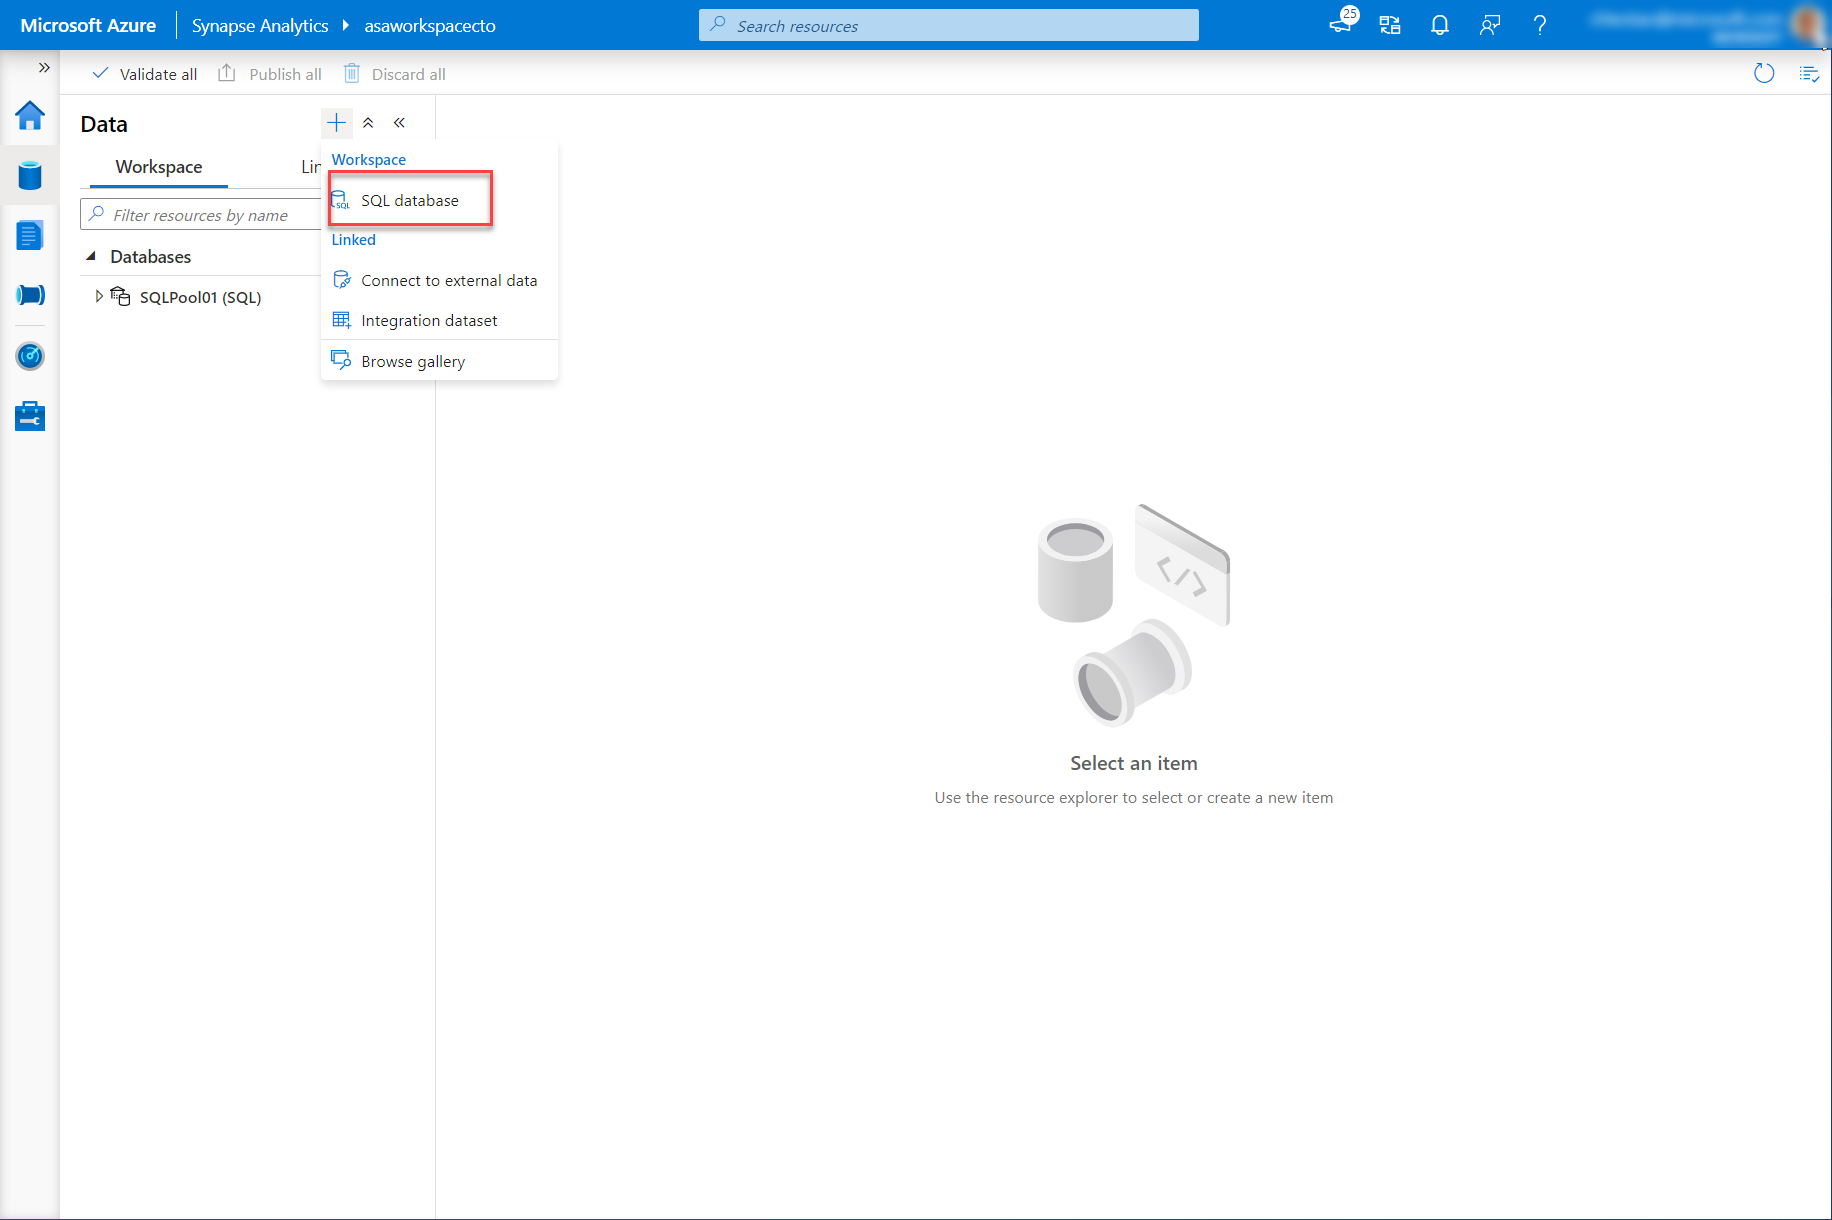 Microsoft Azure
Synapse Analytics
asaworkspacecto
Search resources
25
Validate all
Publish all
Discard all
Data
Workspace
Lin
Filter resources by name
Databases
SQLPool01 (SQL)
Workspace
SQL
SQL database
Linked
Connect to external data
Integration dataset
Browse gallery
Select an item
Use the resource explorer to select or create a new item